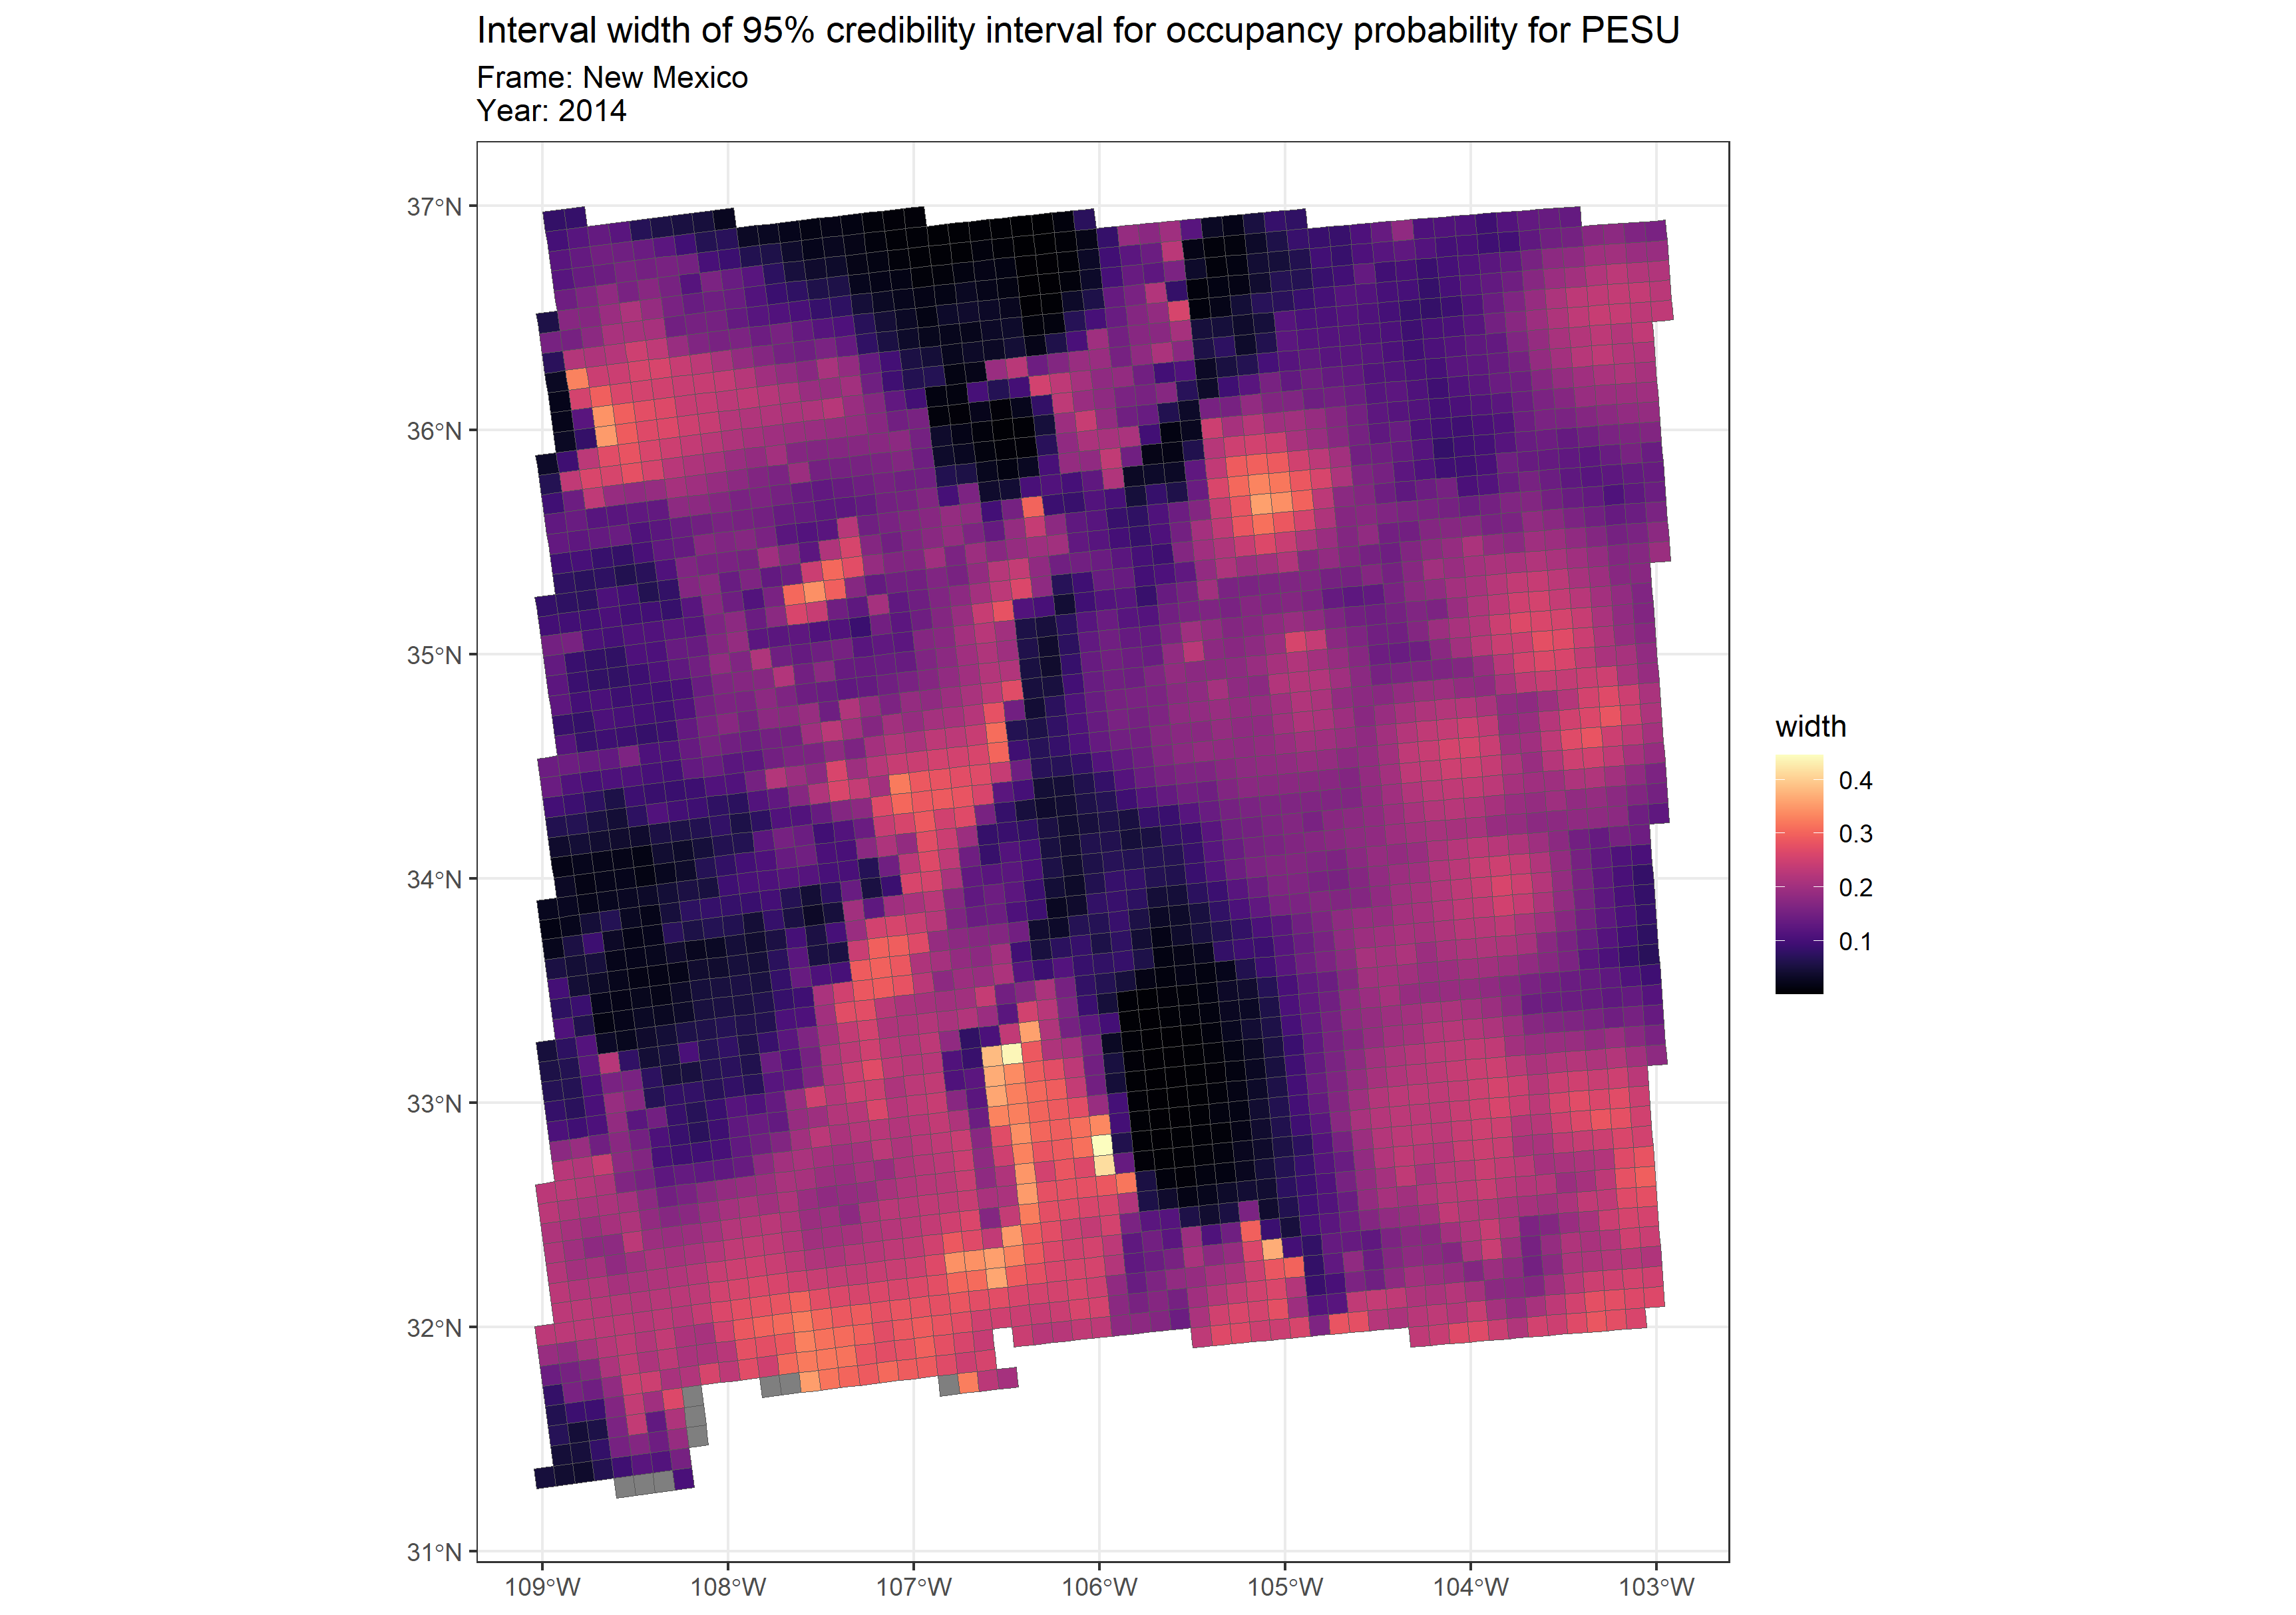 Interval width of 95% credibility interval for occupancy probability for PESU
Frame: New Mexico
Year: 2014
37°N
36°N
35°N
34°N
33°N
32°N
31°N
109°W
108°W
107°W
106°W
105°W
104°W
103°W
width
0.4
0.3
0.2
0.1